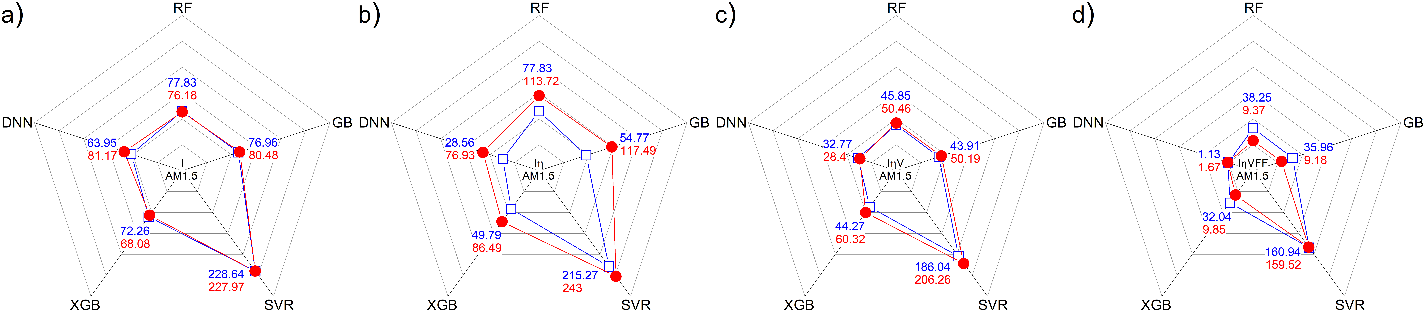 a)
RF
77.83
76.18
DNN
63.95
81.17
GB
76.96
80.48
I
AM1.5
72.26
68.08
228.64
227.97
XGB
SVR
b)
RF
77.83
113.72
DNN
28.56
76.93
GB
54.77
117.49
Iη
AM1.5
49.79
86.49
215.27
243
XGB
SVR
c)
RF
45.85
50.46
DNN
32.77
28.4
GB
43.91
50.19
IηV
AM1.5
44.27
60.32
186.04
206.26
XGB
SVR
d)
RF
38.25
9.37
DNN
1.13
1.67
GB
35.96
9.18
IηVFF
AM1.5
32.04
9.85
160.94
159.52
XGB
SVR